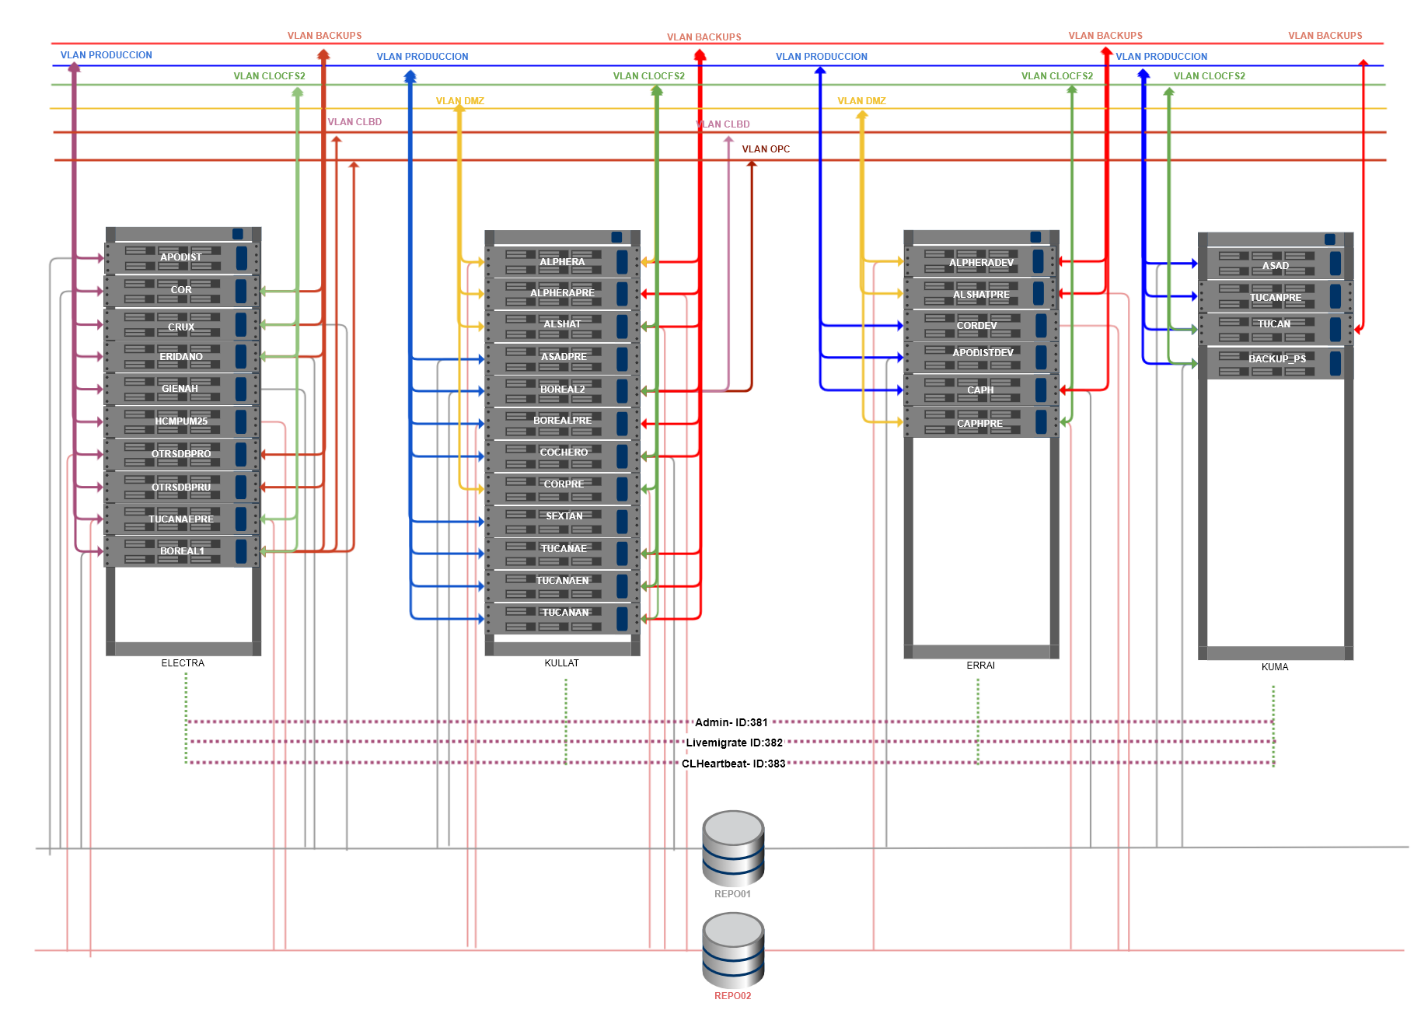 VLAN BACKUPS
VLAN BACKUPS
VLAN BACKUPS
VLAN BACKUPS
VLAN PRODUCCION
VLAN PRODUCCION
VLAN PRODUCCION
VLAN PRODUCCION
VLAN CLOCFS2
VLAN CLOCFS2
VLAN CLOCFS2
VLAN CLOCFS2
VLAN DMZ
VLAN DMZ
VLAN CLBD
VLAN CLBD
VLAN OPC
APODIST
COR
CRUX
ERIDANO
GIENAH
HCMPUM25
OTRSDBPRO
OTRSDBPRU
TUCANAEPRE
BOREAL1
ELECTRA
ALPHERA
ALPHERAPRE
ALSHAT
ASADPRE
BOREAL2
BOREALPRE
COCHERO
CORPRE
SEXTAN
TUCANAE
TUCANAEN
TUCANAN
KULLAT
ALPHERADEV
ALSHATPRE
CORDEV
APODISTDEV
CAPH
CAPHPRE
ERRAI
ASAD
TUCANPRE
TUCAN
BACKUP_PS
KUMA
Admin- ID:381
Livemigrate ID:382
CLHeartbeat- ID:383
REPO01
REPO02